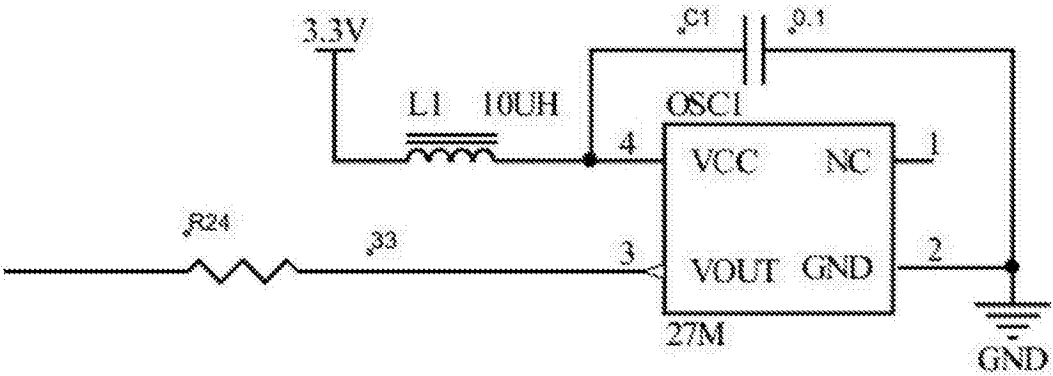 C1 0.1
3.3V
L1 10UH OSC1
4 VCC NC 1
R24 33
3 VOUT GND 2
27M
GND